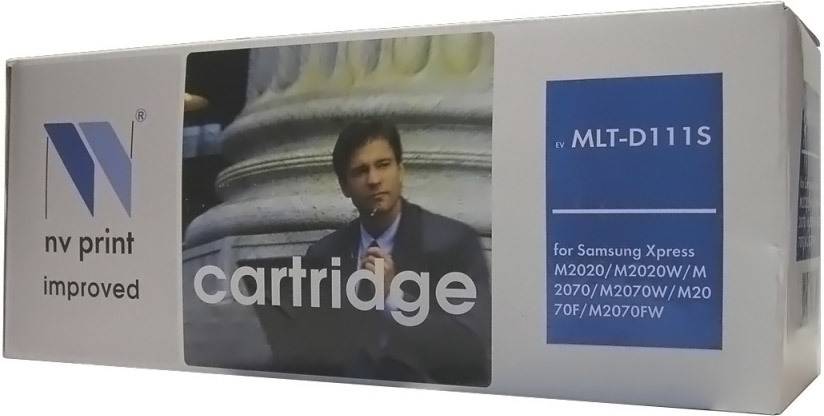 ®
nv print
improved
cartridge
EV MLT-D111S
for Samsung Xpress
M2020/M2020W/M
2070/M2070W/M20
70F/M2070FW